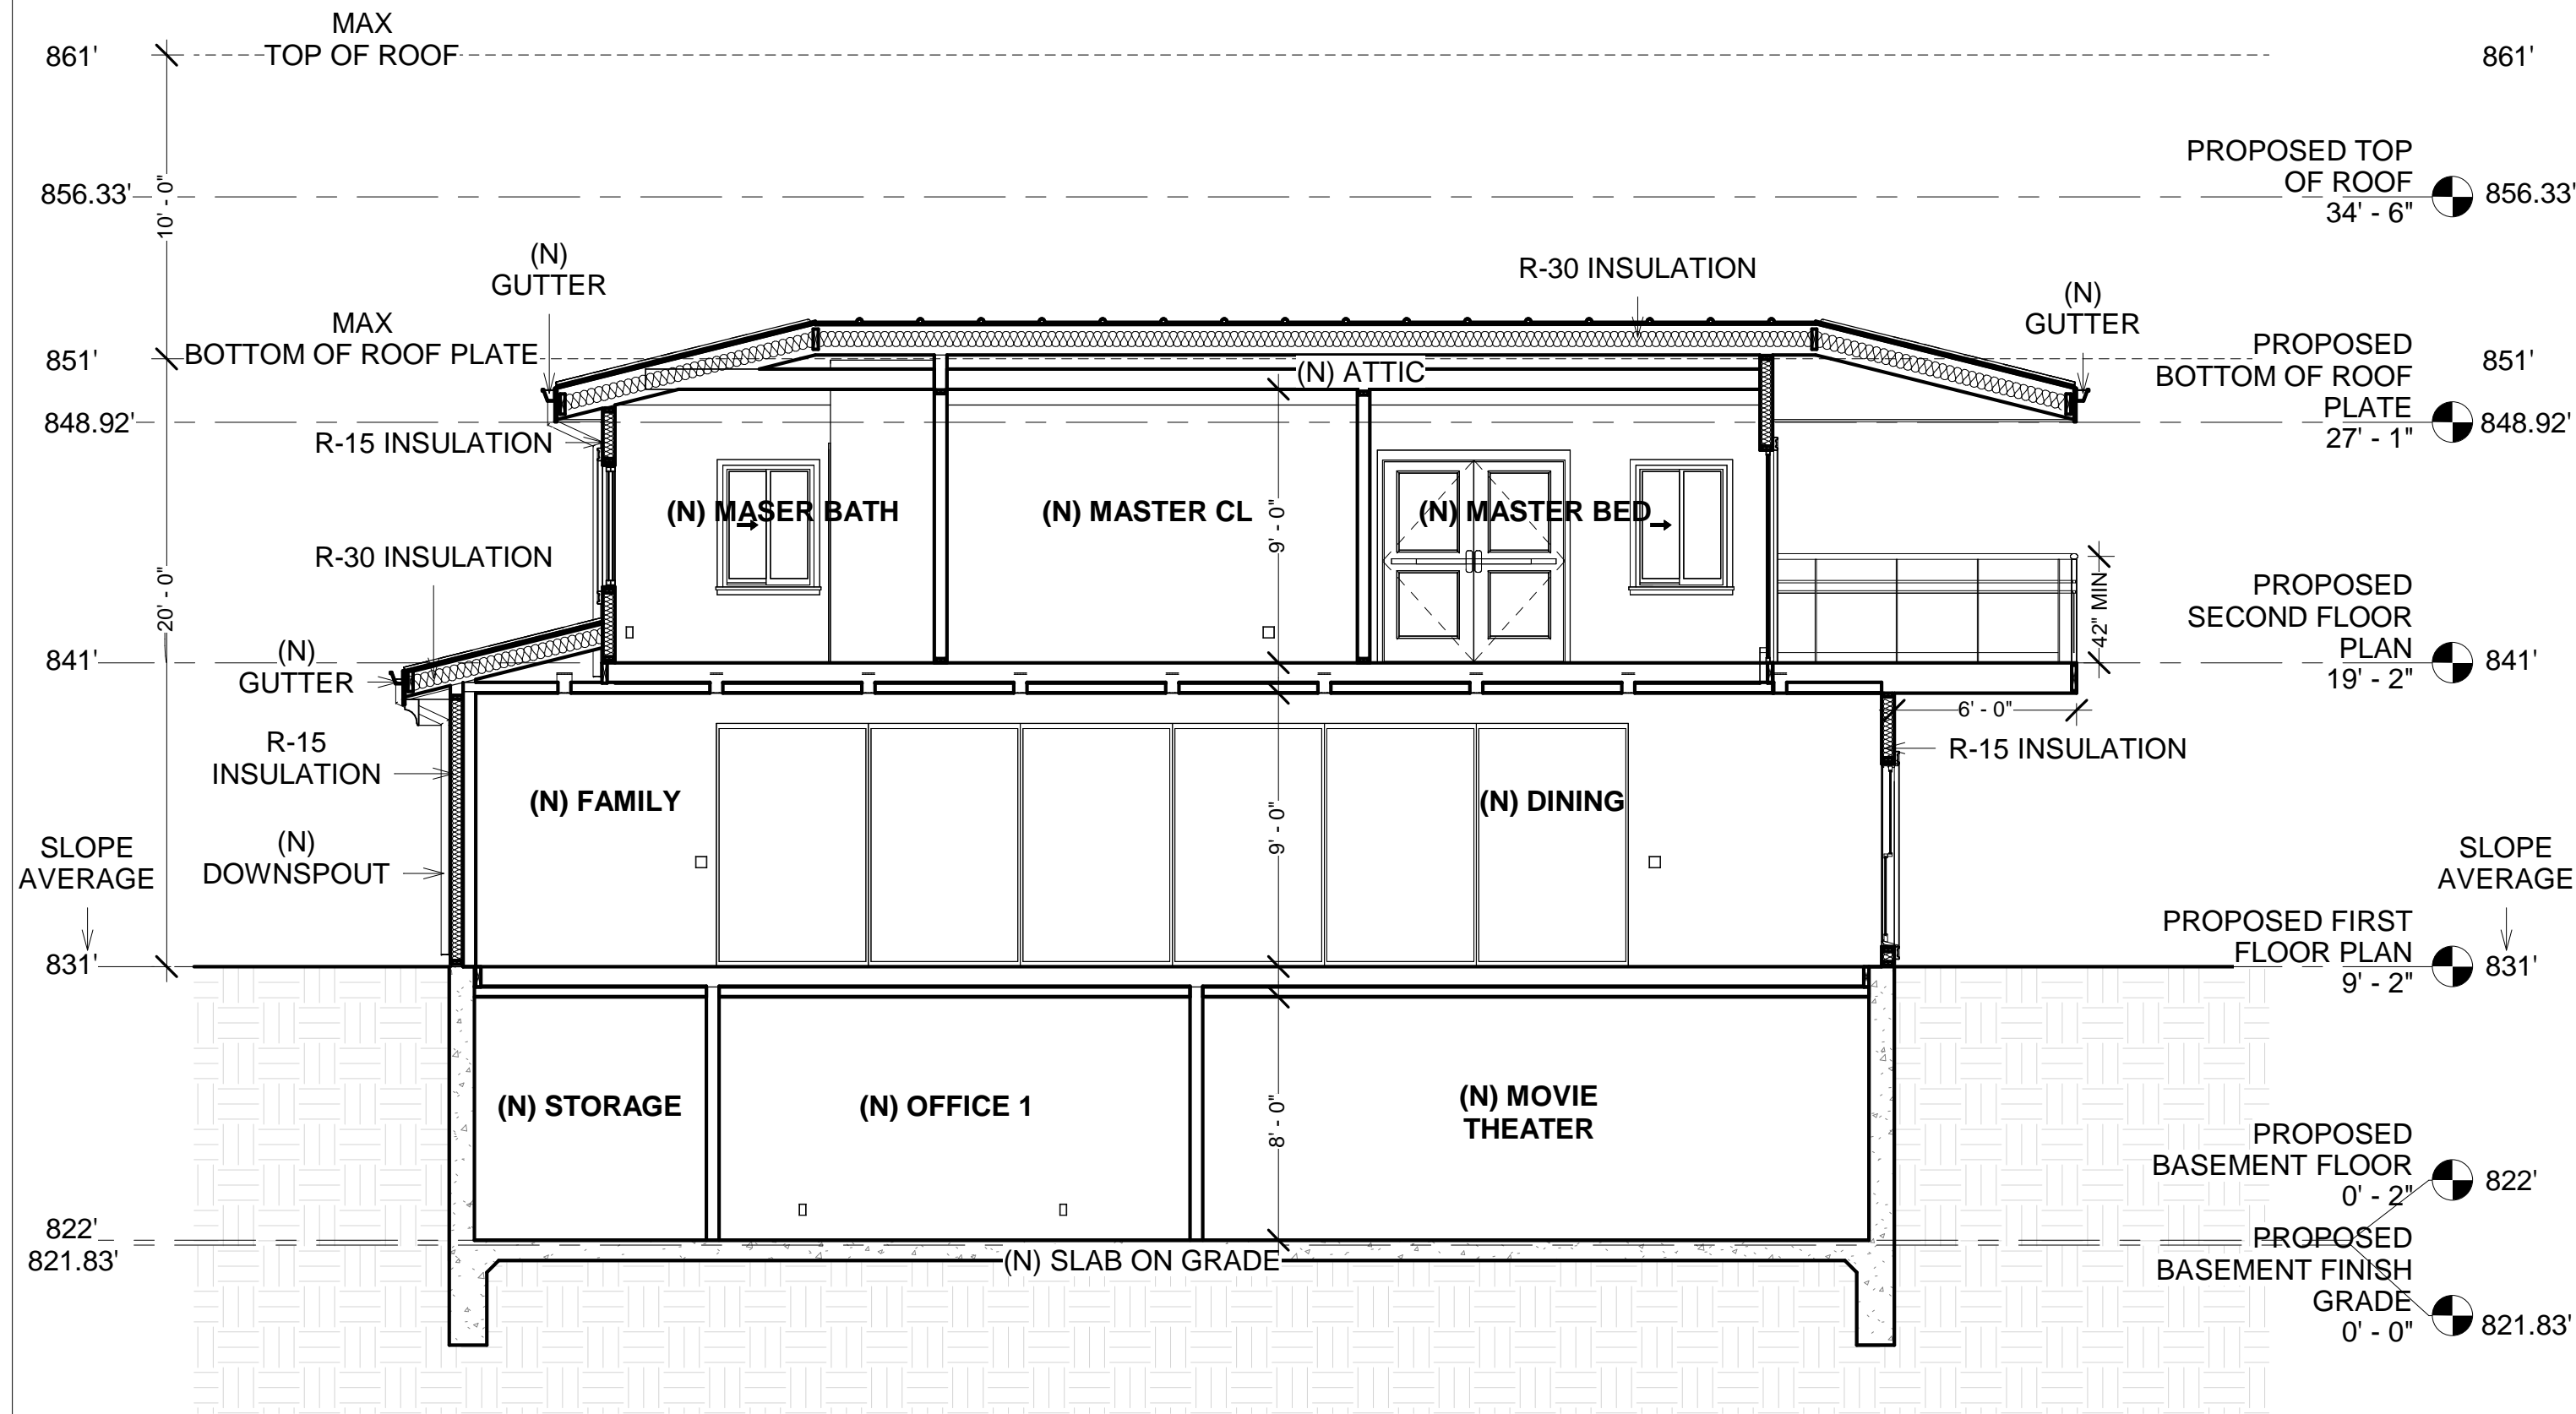 MAX
861'
TOP OF ROOF
861'
PROPOSED TOP
OF ROOF
34' - 6"
856.33'
856.33'
10' - 0"
(N)
GUTTER
R-30 INSULATION
(N)
GUTTER
MAX
BOTTOM OF ROOF PLATE
851'
PROPOSED
BOTTOM OF ROOF
PLATE
27' - 1"
851'
(N) ATTIC
848.92'
848.92'
R-15 INSULATION
(N) MASER BATH
(N) MASTER CL
9' - 0"
(N) MASTER BED
R-30 INSULATION
20' - 0"
42" MIN
PROPOSED
SECOND FLOOR
PLAN
19' - 2"
841'
841'
(N)
GUTTER
6' - 0"
R-15
INSULATION
R-15 INSULATION
(N) FAMILY
9' - 0"
(N) DINING
SLOPE
AVERAGE
(N)
DOWNSPOUT
SLOPE
AVERAGE
PROPOSED FIRST
FLOOR PLAN
9' - 2"
831'
831'
(N) STORAGE
(N) OFFICE 1
8' - 0"
(N) MOVIE
THEATER
PROPOSED
BASEMENT FLOOR
0' - 2"
822'
822'
821.83'
(N) SLAB ON GRADE
PROPOSED
BASEMENT FINISH
GRADE
0' - 0"
821.83'